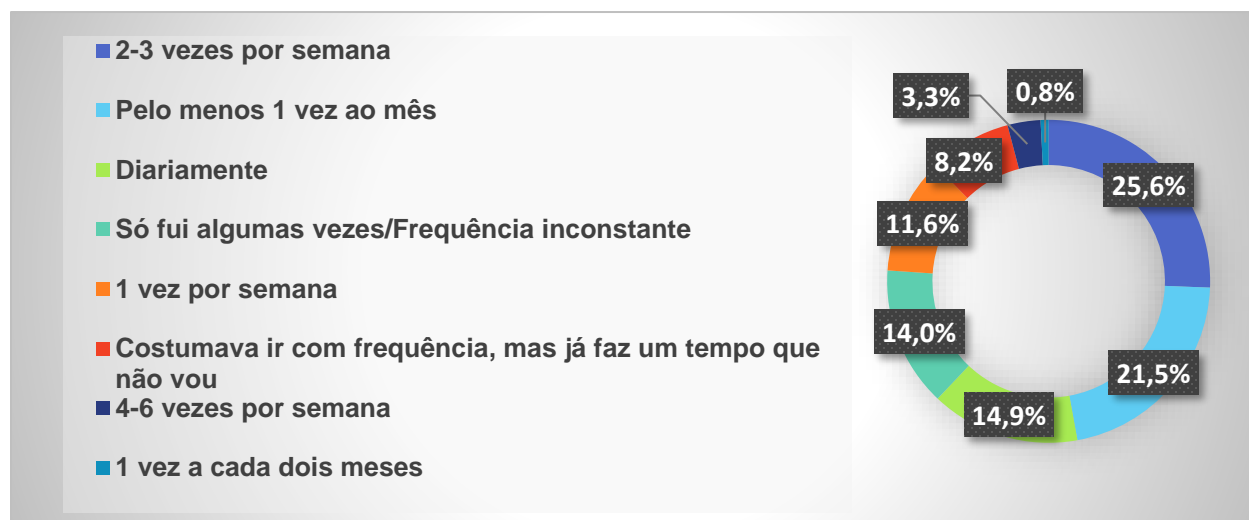 2-3 vezes por semana
Pelo menos 1 vez ao mês
Diariamente
Só fui algumas vezes/Frequência inconstante
1 vez por semana
Costumava ir com frequência, mas já faz um tempo que
não vou
4-6 vezes por semana
1 vez a cada dois meses
3,3%
0,8%
8,2%
25,6%
11,6%
14,0%
21,5%
14,9%